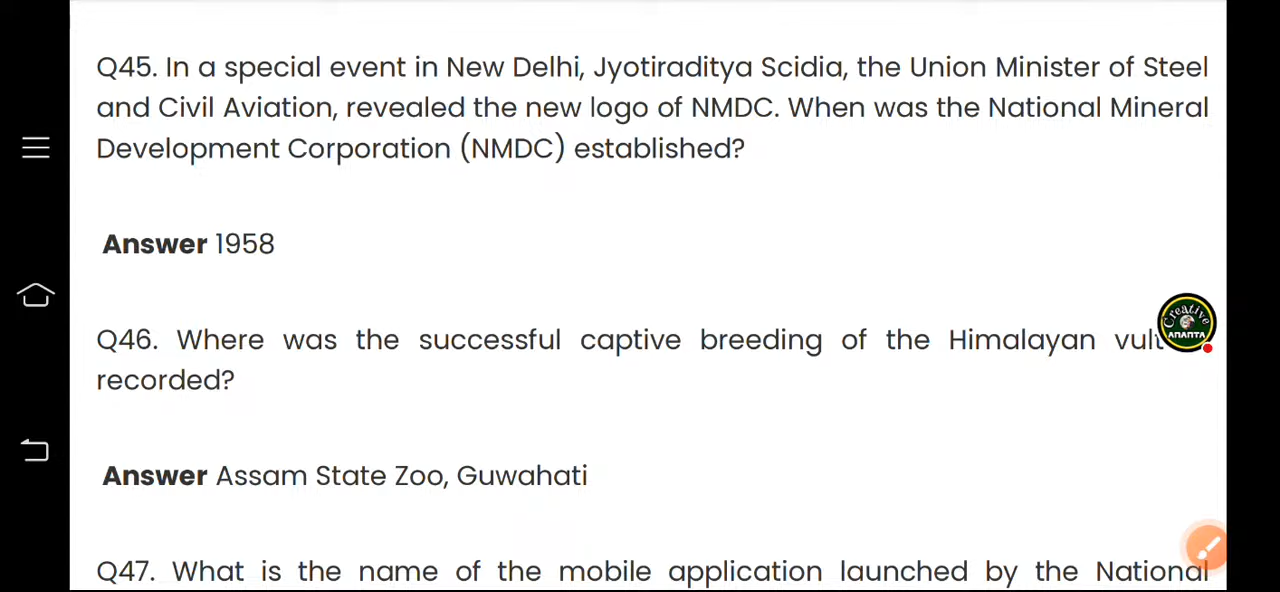 Q45. In a special event in New Delhi, Jyotiraditya Scidia, the Union Minister of Steel
and Civil Aviation, revealed the new logo of NMDC. When was the National Mineral
Development Corporation (NMDC) established?
Answer 1958
Q46. Where was the successful captive breeding of the Himalayan
Creative
ANANTA
recorded?
Answer Assam State Zoo, Guwahati
Q47. What is the name of the mobile application launched by the National